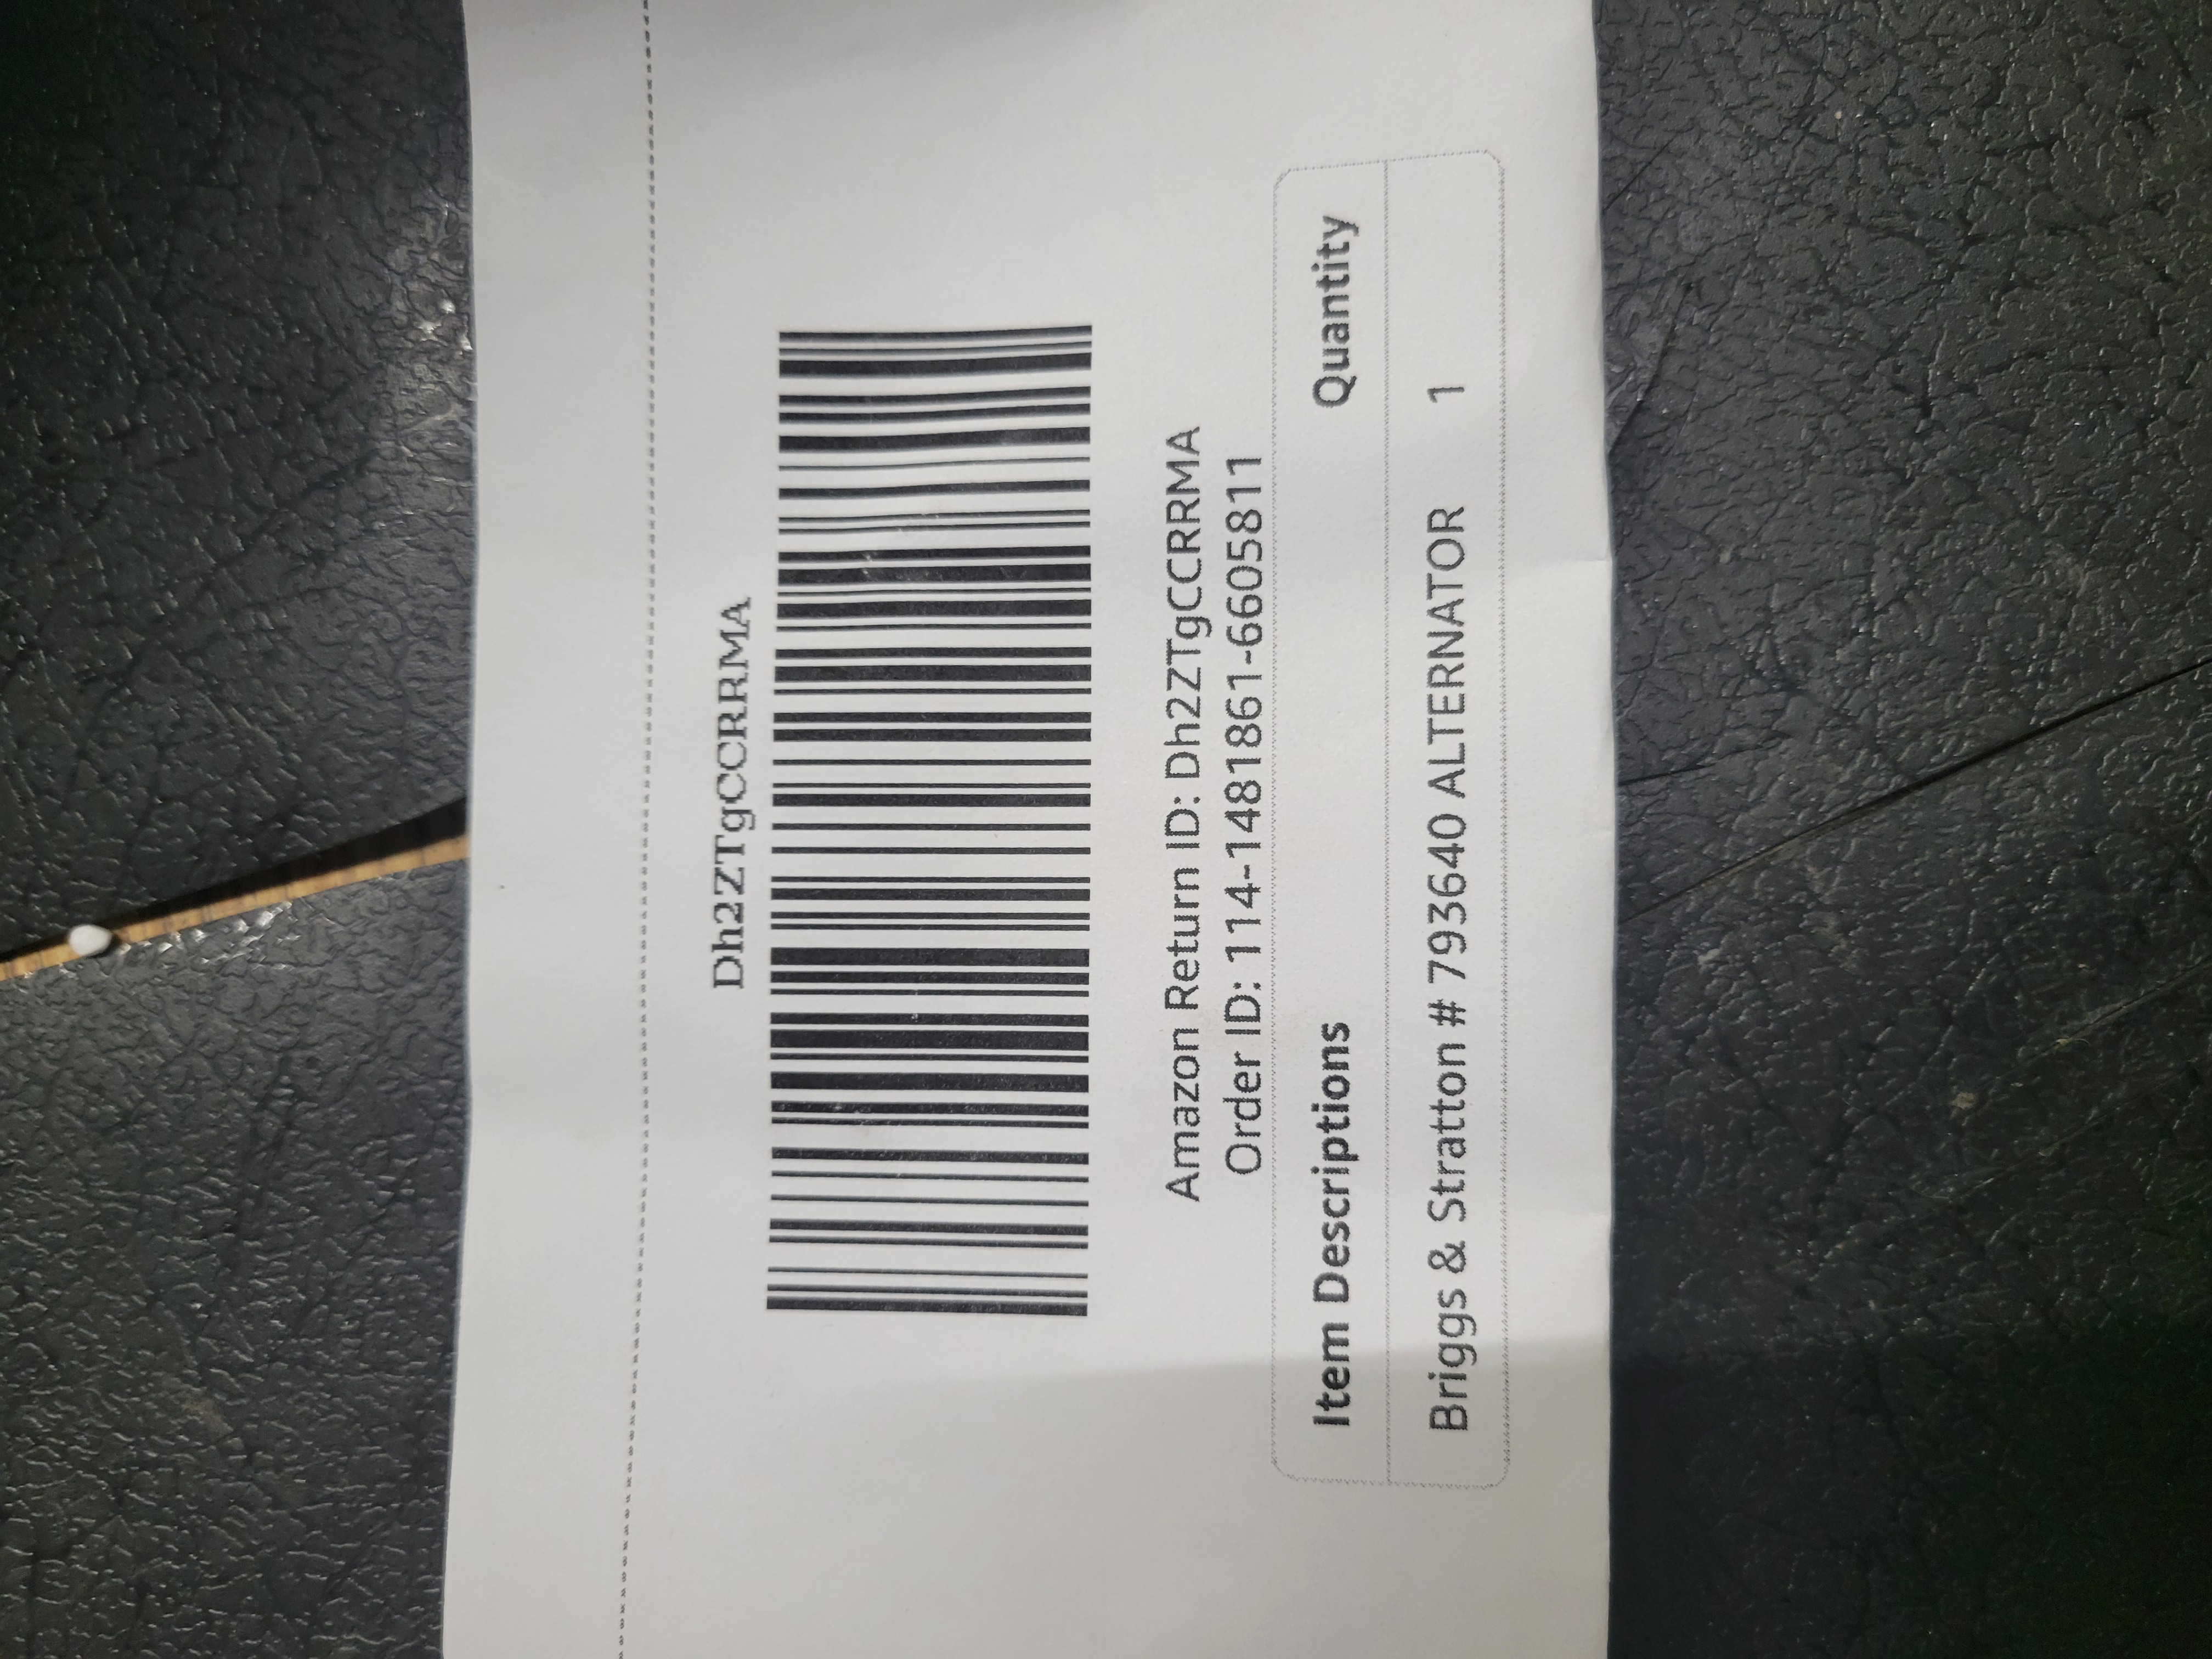 Dh2ZTgCCRRMA
Amazon Return ID: Dh2ZTgCCRRMA
Order ID: 114-1481861-6605811
Item Descriptions Quantity
Briggs & Stratton # 793640 ALTERNATOR 1